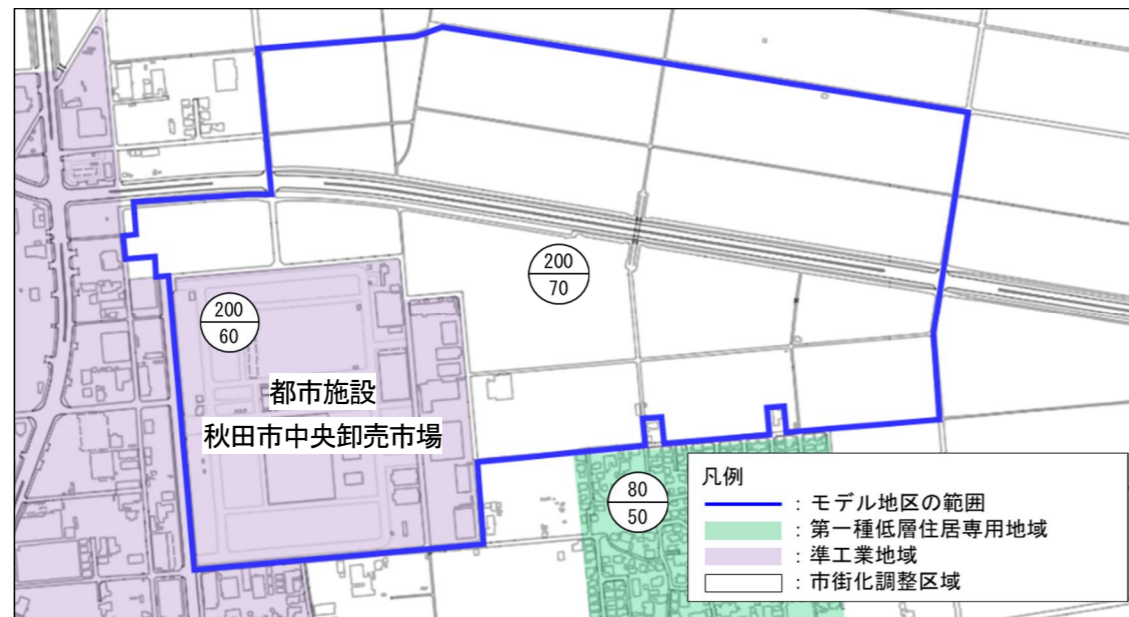 200
70
200
60
都市施設
秋田市中央卸売市場
80
50
凡例
：モデル地区の範囲
：第一種低層住居専用地域
：準工業地域
：市街化調整区域